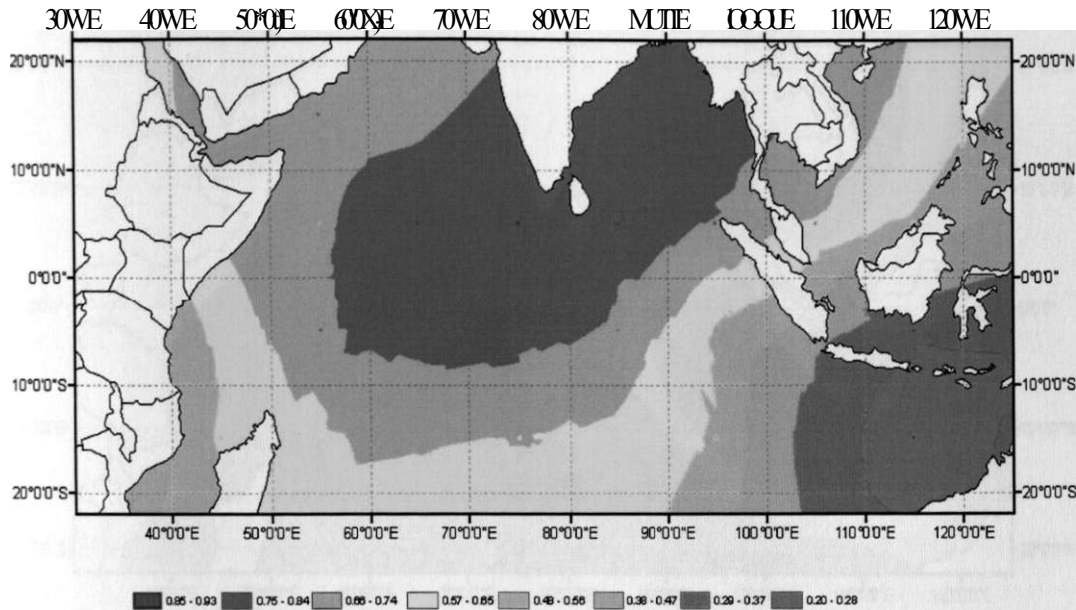 30WE 40WE 50*0tE 60'0Xj•E 70WE 80WE MUTIE IOO-OUE 110WE 120WE
20°0'0"N 20°0'0"N
10°0'0"N 10°0'0"N
0°0'0" 0°0'0"
10°0'0"S 10°0'0"S
20°0'0"S 20°0'0"S
40°0'0"E 50°0'0"E 60°0'0"E 70°0'0"E 80°0'0"E 90°0'0"E 100°0'0"E 110°0'0"E 120°0'0"E
0.85 - 0.93 0.75 - 0.84 0.66 - 0.74 0.57 - 0.65 0.48 - 0.56 0.38 - 0.47 0.29 - 0.37 0.20 - 0.28